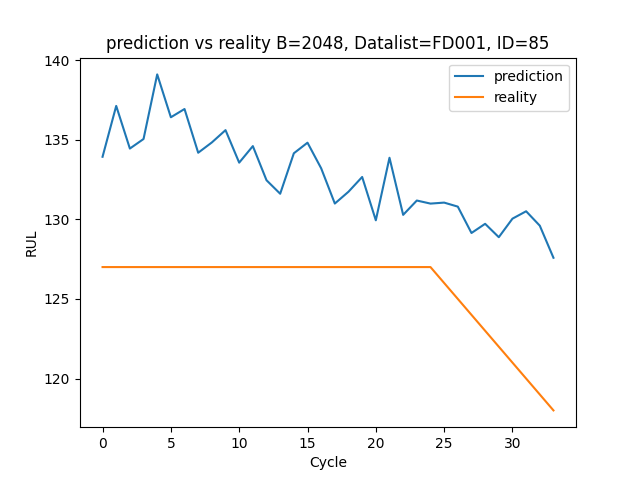 prediction vs reality B=2048, Datalist=FD001, ID=85
prediction
reality
140
135
130
125
120
RUL
0 5 10 15 20 25 30
Cycle